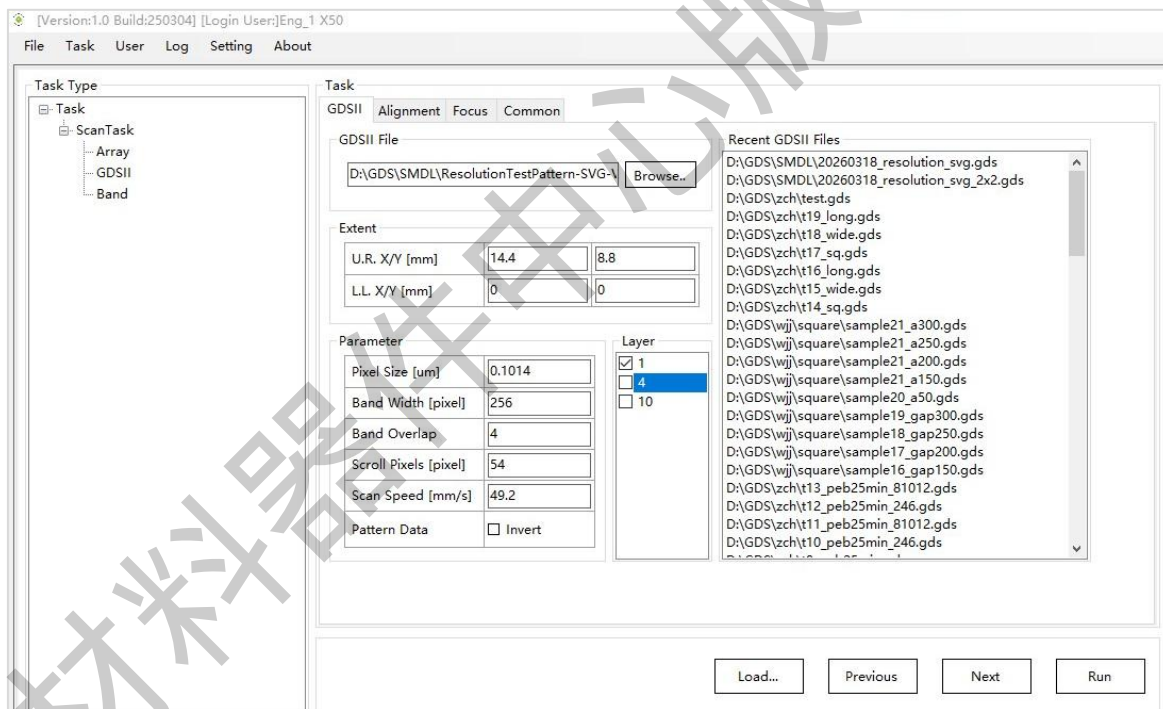 [Version:1.0 Build:250304] [Login User:]Eng_1 X50
File Task User Log Setting About
Task Type
Task
ScanTask
Array
GDSII
Band
Task
GDSII Alignment Focus Common
GDSII File
D:\GDS\SMDL\ResolutionTestPattern-SVG-\
Browse..
Extent
U.R. X/Y [mm] 14.4 8.8
L.L. X/Y [mm] 0 0
Parameter
Pixel Size [um] 0.1014
Band Width [pixel] 256
Band Overlap 4
Scroll Pixels [pixel] 54
Scan Speed [mm/s] 49.2
Pattern Data Invert
Layer
1
4
10
Recent GDSII Files
D:\GDS\SMDL\20260318_resolution_svg.gds
D:\GDS\SMDL\20260318_resolution_svg_2x2.gds
D:\GDS\zch\test.gds
D:\GDS\zch\t19_long.gds
D:\GDS\zch\t18_wide.gds
D:\GDS\zch\t17_sq.gds
D:\GDS\zch\t16_long.gds
D:\GDS\zch\t15_wide.gds
D:\GDS\zch\t14_sq.gds
D:\GDS\wjj\square\sample21_a300.gds
D:\GDS\wjj\square\sample21_a250.gds
D:\GDS\wjj\square\sample21_a200.gds
D:\GDS\wjj\square\sample21_a150.gds
D:\GDS\wjj\square\sample20_a50.gds
D:\GDS\wjj\square\sample19_gap300.gds
D:\GDS\wjj\square\sample18_gap250.gds
D:\GDS\wjj\square\sample17_gap200.gds
D:\GDS\wjj\square\sample16_gap150.gds
D:\GDS\zch\t13_peb25min_81012.gds
D:\GDS\zch\t12_peb25min_246.gds
D:\GDS\zch\t11_peb25min_81012.gds
D:\GDS\zch\t10_peb25min_246.gds
Load... Previous Next Run
材料器件中心版